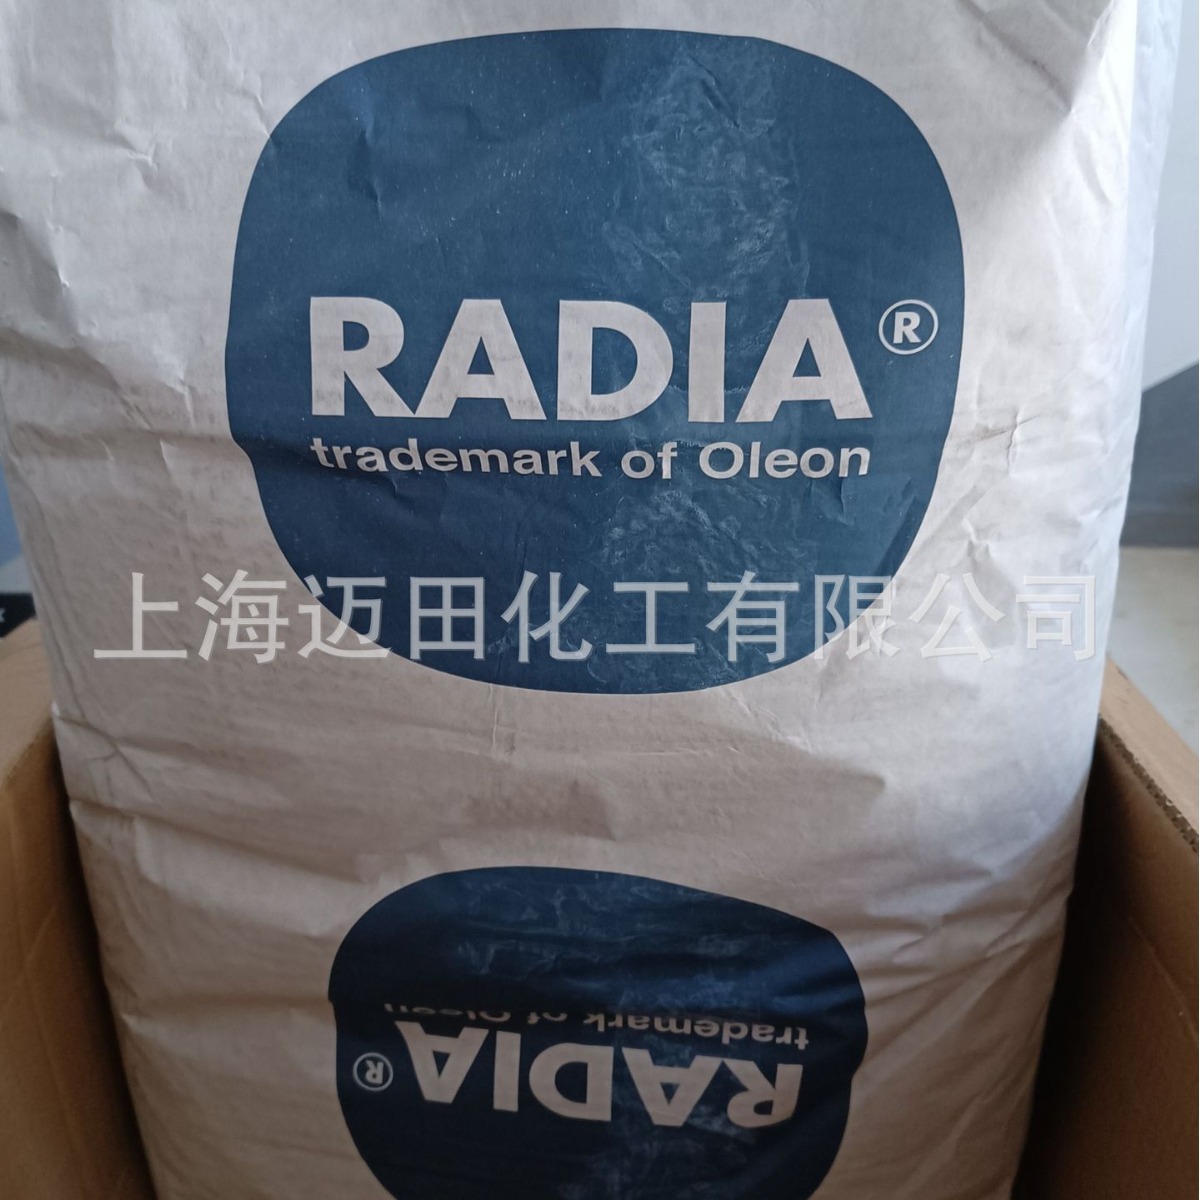 RADIA®
trademark of Oleon
上海迈田化工有限公司
trademark of Oleon
RADIA®